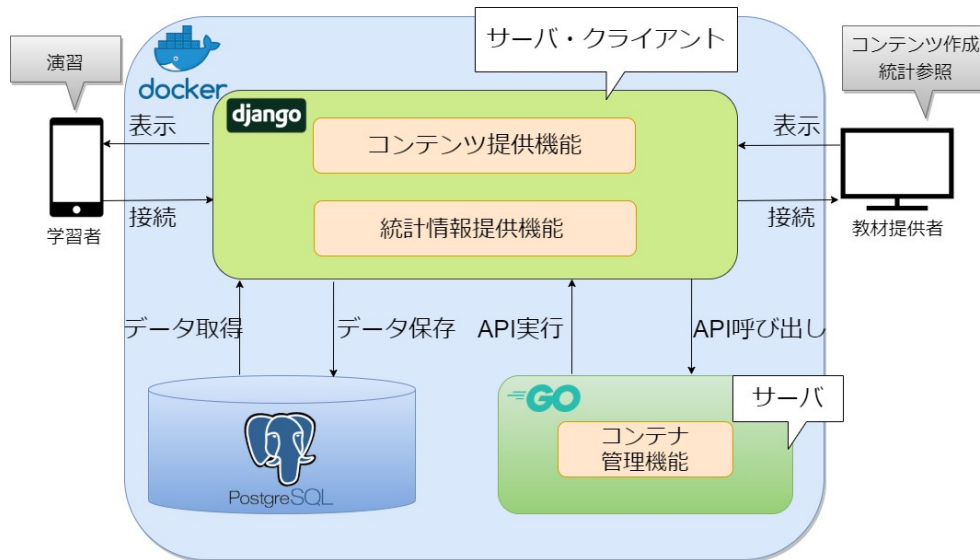 サーバ・クライアント
演習
コンテンツ作成
統計参照
docker
django
表示
コンテンツ提供機能
表示
接続
統計情報提供機能
接続
学習者
教材提供者
データ取得
データ保存
API実行
API呼び出し
GO
サーバ
コンテナ
管理機能
PostgreSQL